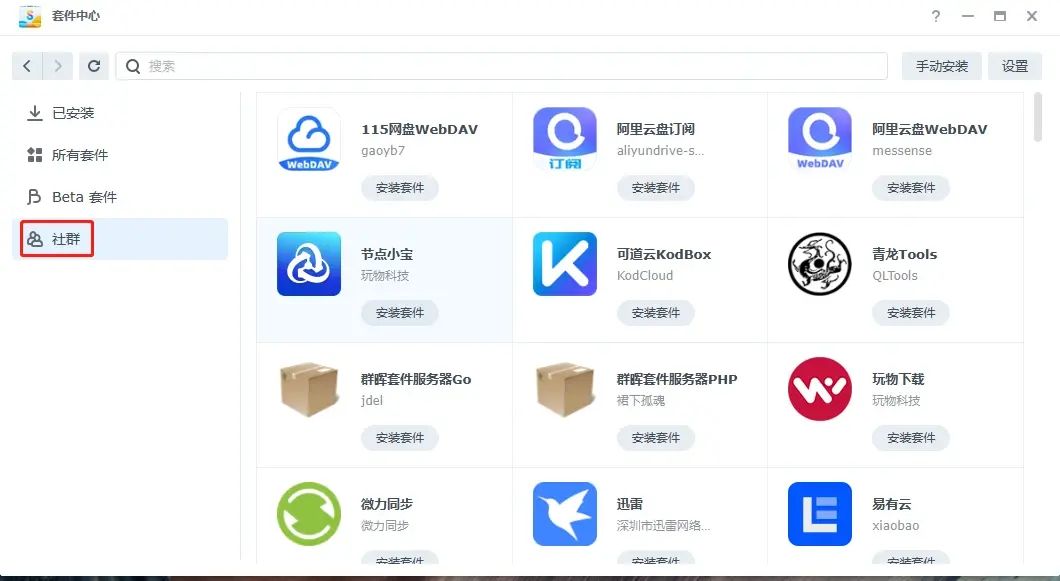 套件中心
搜索
手动安装
设置
已安装
所有套件
Beta 套件
社群
115网盘WebDAV
gaoyb7
WebDAV
安装套件
阿里云盘订阅
aliyundrive-s...
订阅
安装套件
阿里云盘WebDAV
messense
WebDAV
安装套件
节点小宝
玩物科技
安装套件
可道云KodBox
KodCloud
安装套件
青龙Tools
QLTools
安装套件
群晖套件服务器Go
jdel
安装套件
群晖套件服务器PHP
裙下孤魂
安装套件
玩物下载
玩物科技
安装套件
微力同步
微力同步
安装套件
迅雷
深圳市迅雷网络...
安装套件
易有云
xiaobao
安装套件